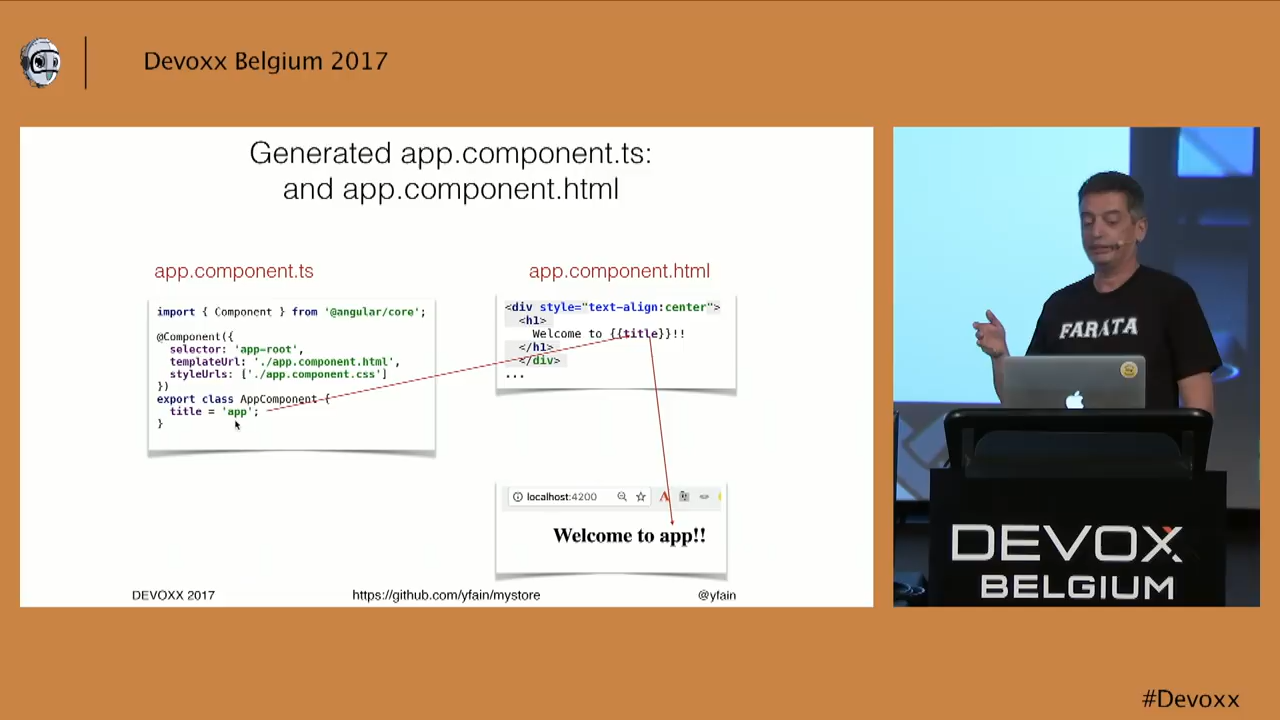 Devoxx Belgium 2017
Generated app.component.ts:
and app.component.html
app.component.ts
import { Component } from '@angular/core';
@Component({
selector: 'app-root',
templateUrl: './app.component.html',
styleUrls: ['./app.component.css']
})
export class AppComponent {
title = 'app';
}
app.component.html
<div style="text-align:center">
<h1>
Welcome to {{title}}!!
</h1>
</div>
...
localhost:4200
Welcome to app!!
DEVOXX 2017
https://github.com/yfain/mystore
@yfain
FARATA
DEVOXX
BELGIUM
#Devoxx